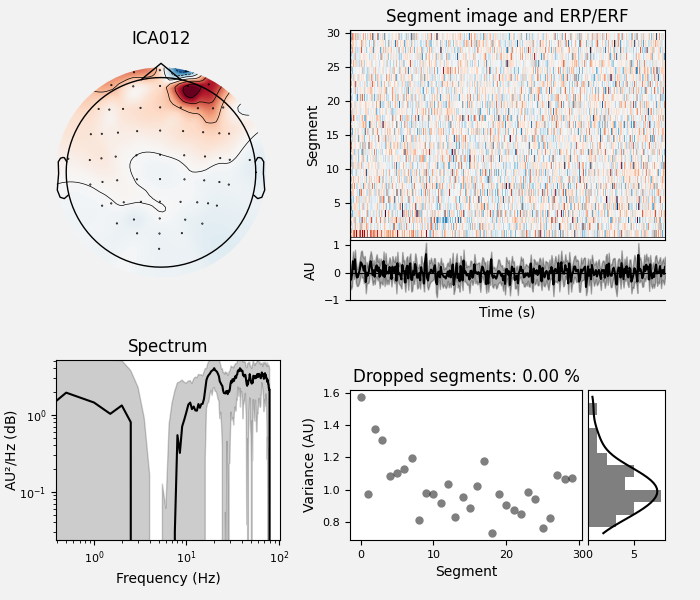 ICA012
Segment image and ERP/ERF
30
25
20
15
10
5
Segment
1
0
−1
AU
Time (s)
Spectrum
10⁰
10⁻¹
AU²/Hz (dB)
10⁰
10¹
10²
Frequency (Hz)
Dropped segments: 0.00 %
1.6
1.4
1.2
1.0
0.8
Variance (AU)
0
10
20
30
Segment
0
5